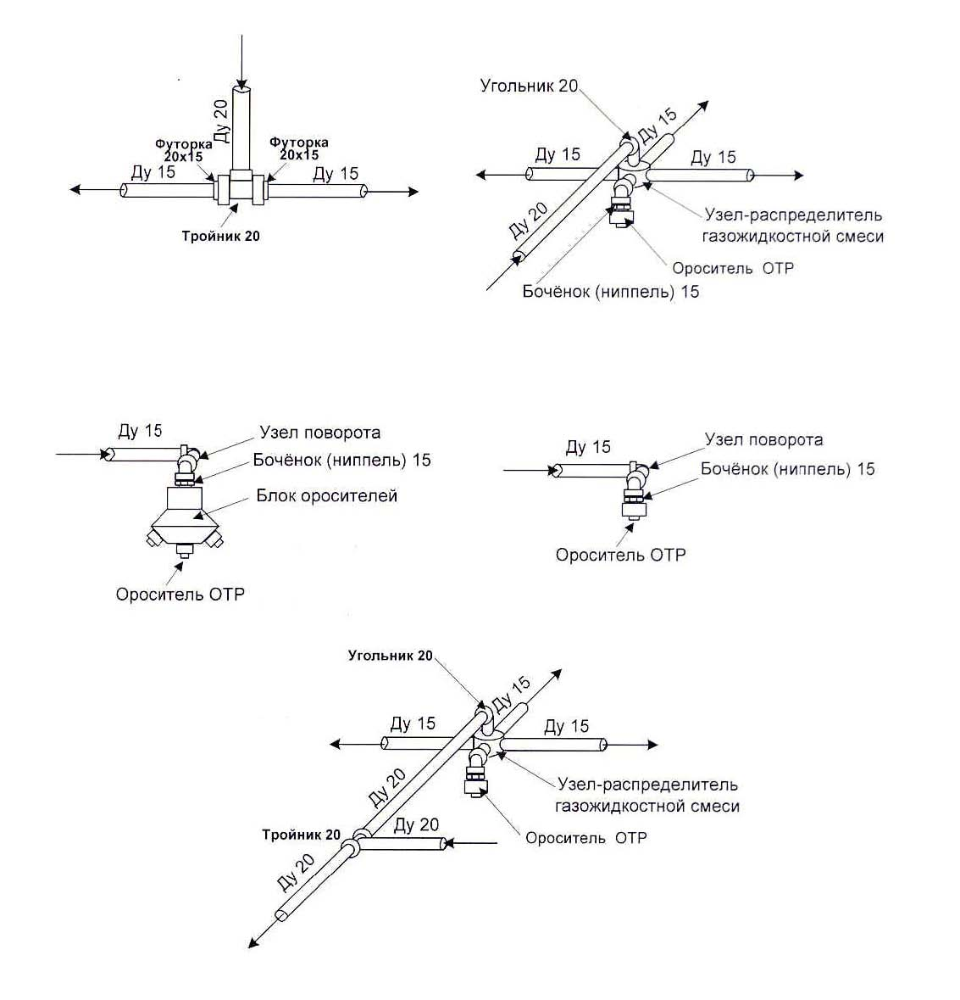 Ду 20
Футорка
20х15
Футорка
20х15
Ду 15
Ду 15
Тройник 20
Угольник 20
Ду 15
Ду 15
Ду 15
Ду 20
Узел-распределитель
газожидкостной смеси
Ороситель ОТР
Бочёнок (ниппель) 15
Ду 15
Узел поворота
Бочёнок (ниппель) 15
Блок оросителей
Ороситель ОТР
Ду 15
Узел поворота
Бочёнок (ниппель) 15
Ороситель ОТР
Угольник 20
Ду 15
Ду 15
Ду 15
Ду 20
Узел-распределитель
газожидкостной смеси
Тройник 20
Ду 20
Ороситель ОТР
Ду 20